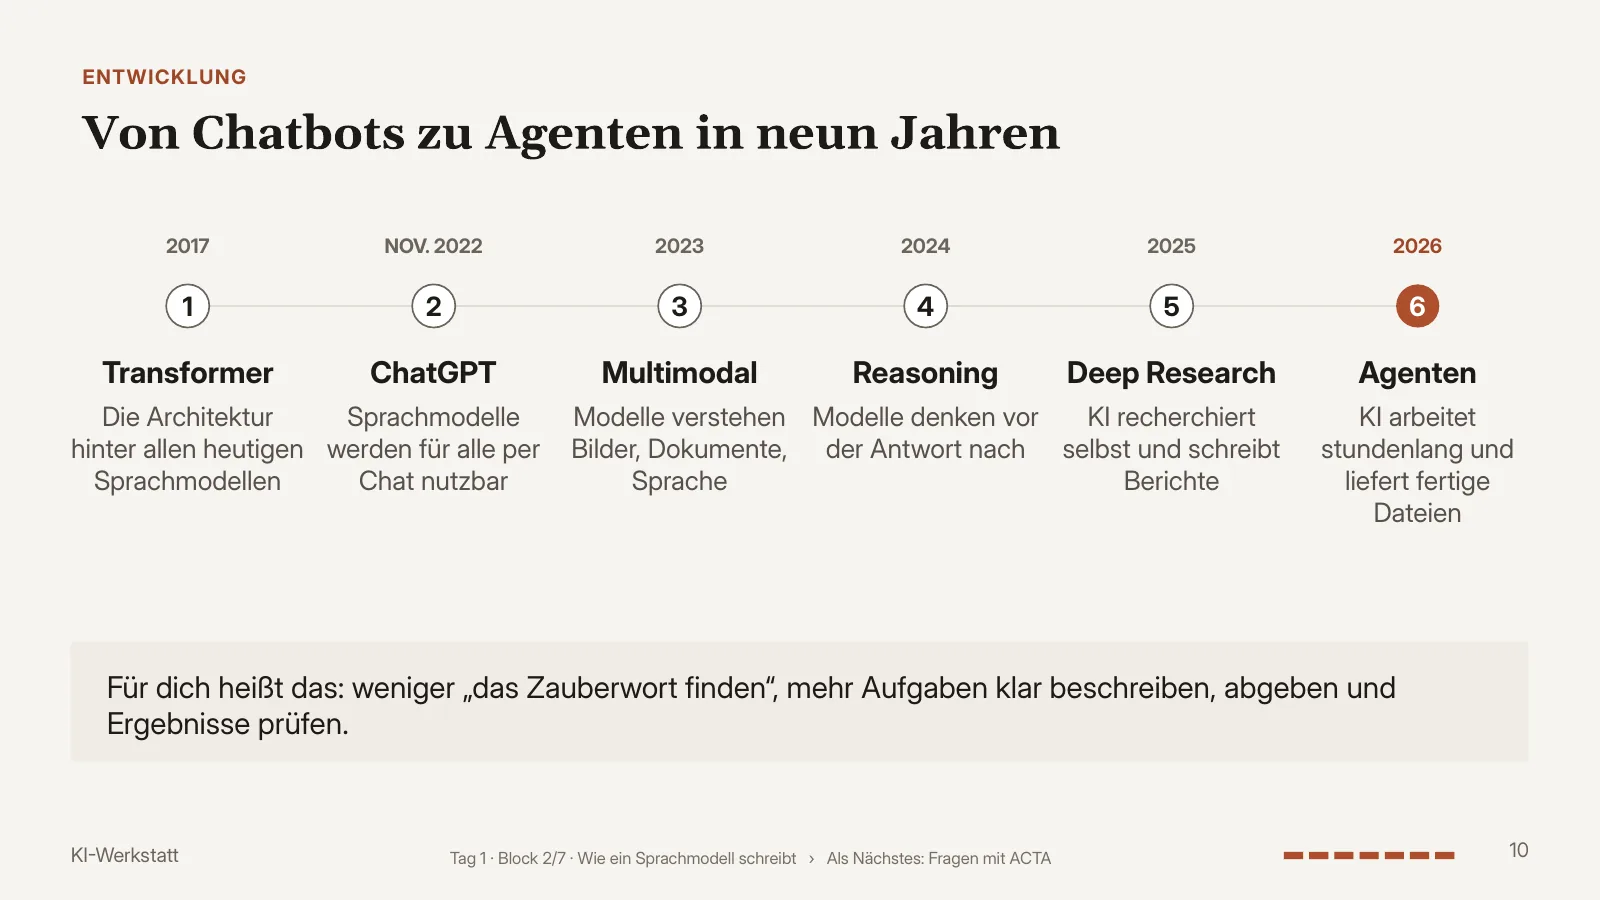 ENTWICKLUNG
Von Chatbots zu Agenten in neun Jahren
2017
1
Transformer
Die Architektur
hinter allen heutigen
Sprachmodellen
NOV. 2022
2
ChatGPT
Sprachmodelle
werden für alle per
Chat nutzbar
2023
3
Multimodal
Modelle verstehen
Bilder, Dokumente,
Sprache
2024
4
Reasoning
Modelle denken vor
der Antwort nach
2025
5
Deep Research
KI recherchiert
selbst und schreibt
Berichte
2026
6
Agenten
KI arbeitet
stundenlang und
liefert fertige
Dateien
Für dich heißt das: weniger „das Zauberwort finden“, mehr Aufgaben klar beschreiben, abgeben und
Ergebnisse prüfen.
KI-Werkstatt
Tag 1 · Block 2/7 · Wie ein Sprachmodell schreibt › Als Nächstes: Fragen mit ACTA
10